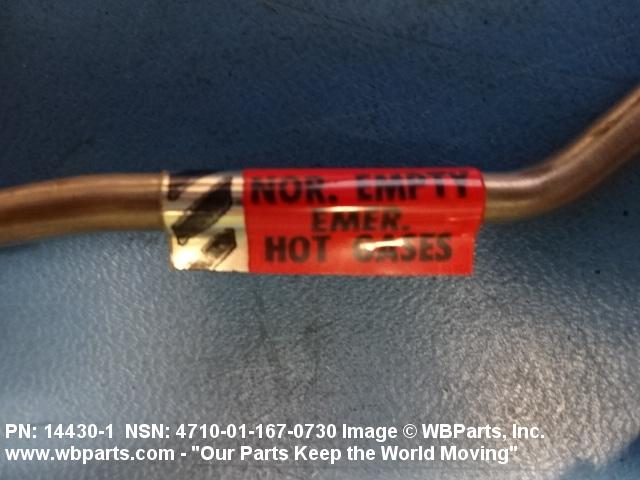 NOR. EMPTY
EMER.
HOT GASES
PN: 14430-1 NSN: 4710-01-167-0730 Image © WBParts, Inc.
www.wbparts.com - "Our Parts Keep the World Moving"